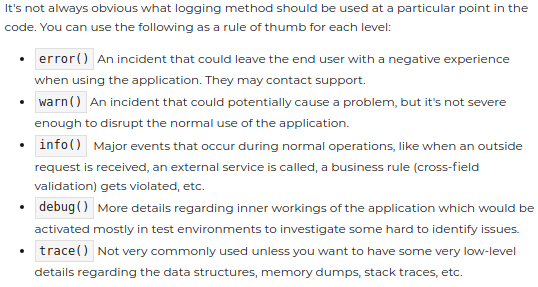 It's not always obvious what logging method should be used at a particular point in the
code. You can use the following as a rule of thumb for each level:
• error() An incident that could leave the end user with a negative experience
when using the application. They may contact support.
• warn() An incident that could potentially cause a problem, but it's not severe
enough to disrupt the normal use of the application.
• info() Major events that occur during normal operations, like when an outside
request is received, an external service is called, a business rule (cross-field
validation) gets violated, etc.
• debug() More details regarding inner workings of the application which would be
activated mostly in test environments to investigate some hard to identify issues.
• trace() Not very commonly used unless you want to have some very low-level
details regarding the data structures, memory dumps, stack traces, etc.